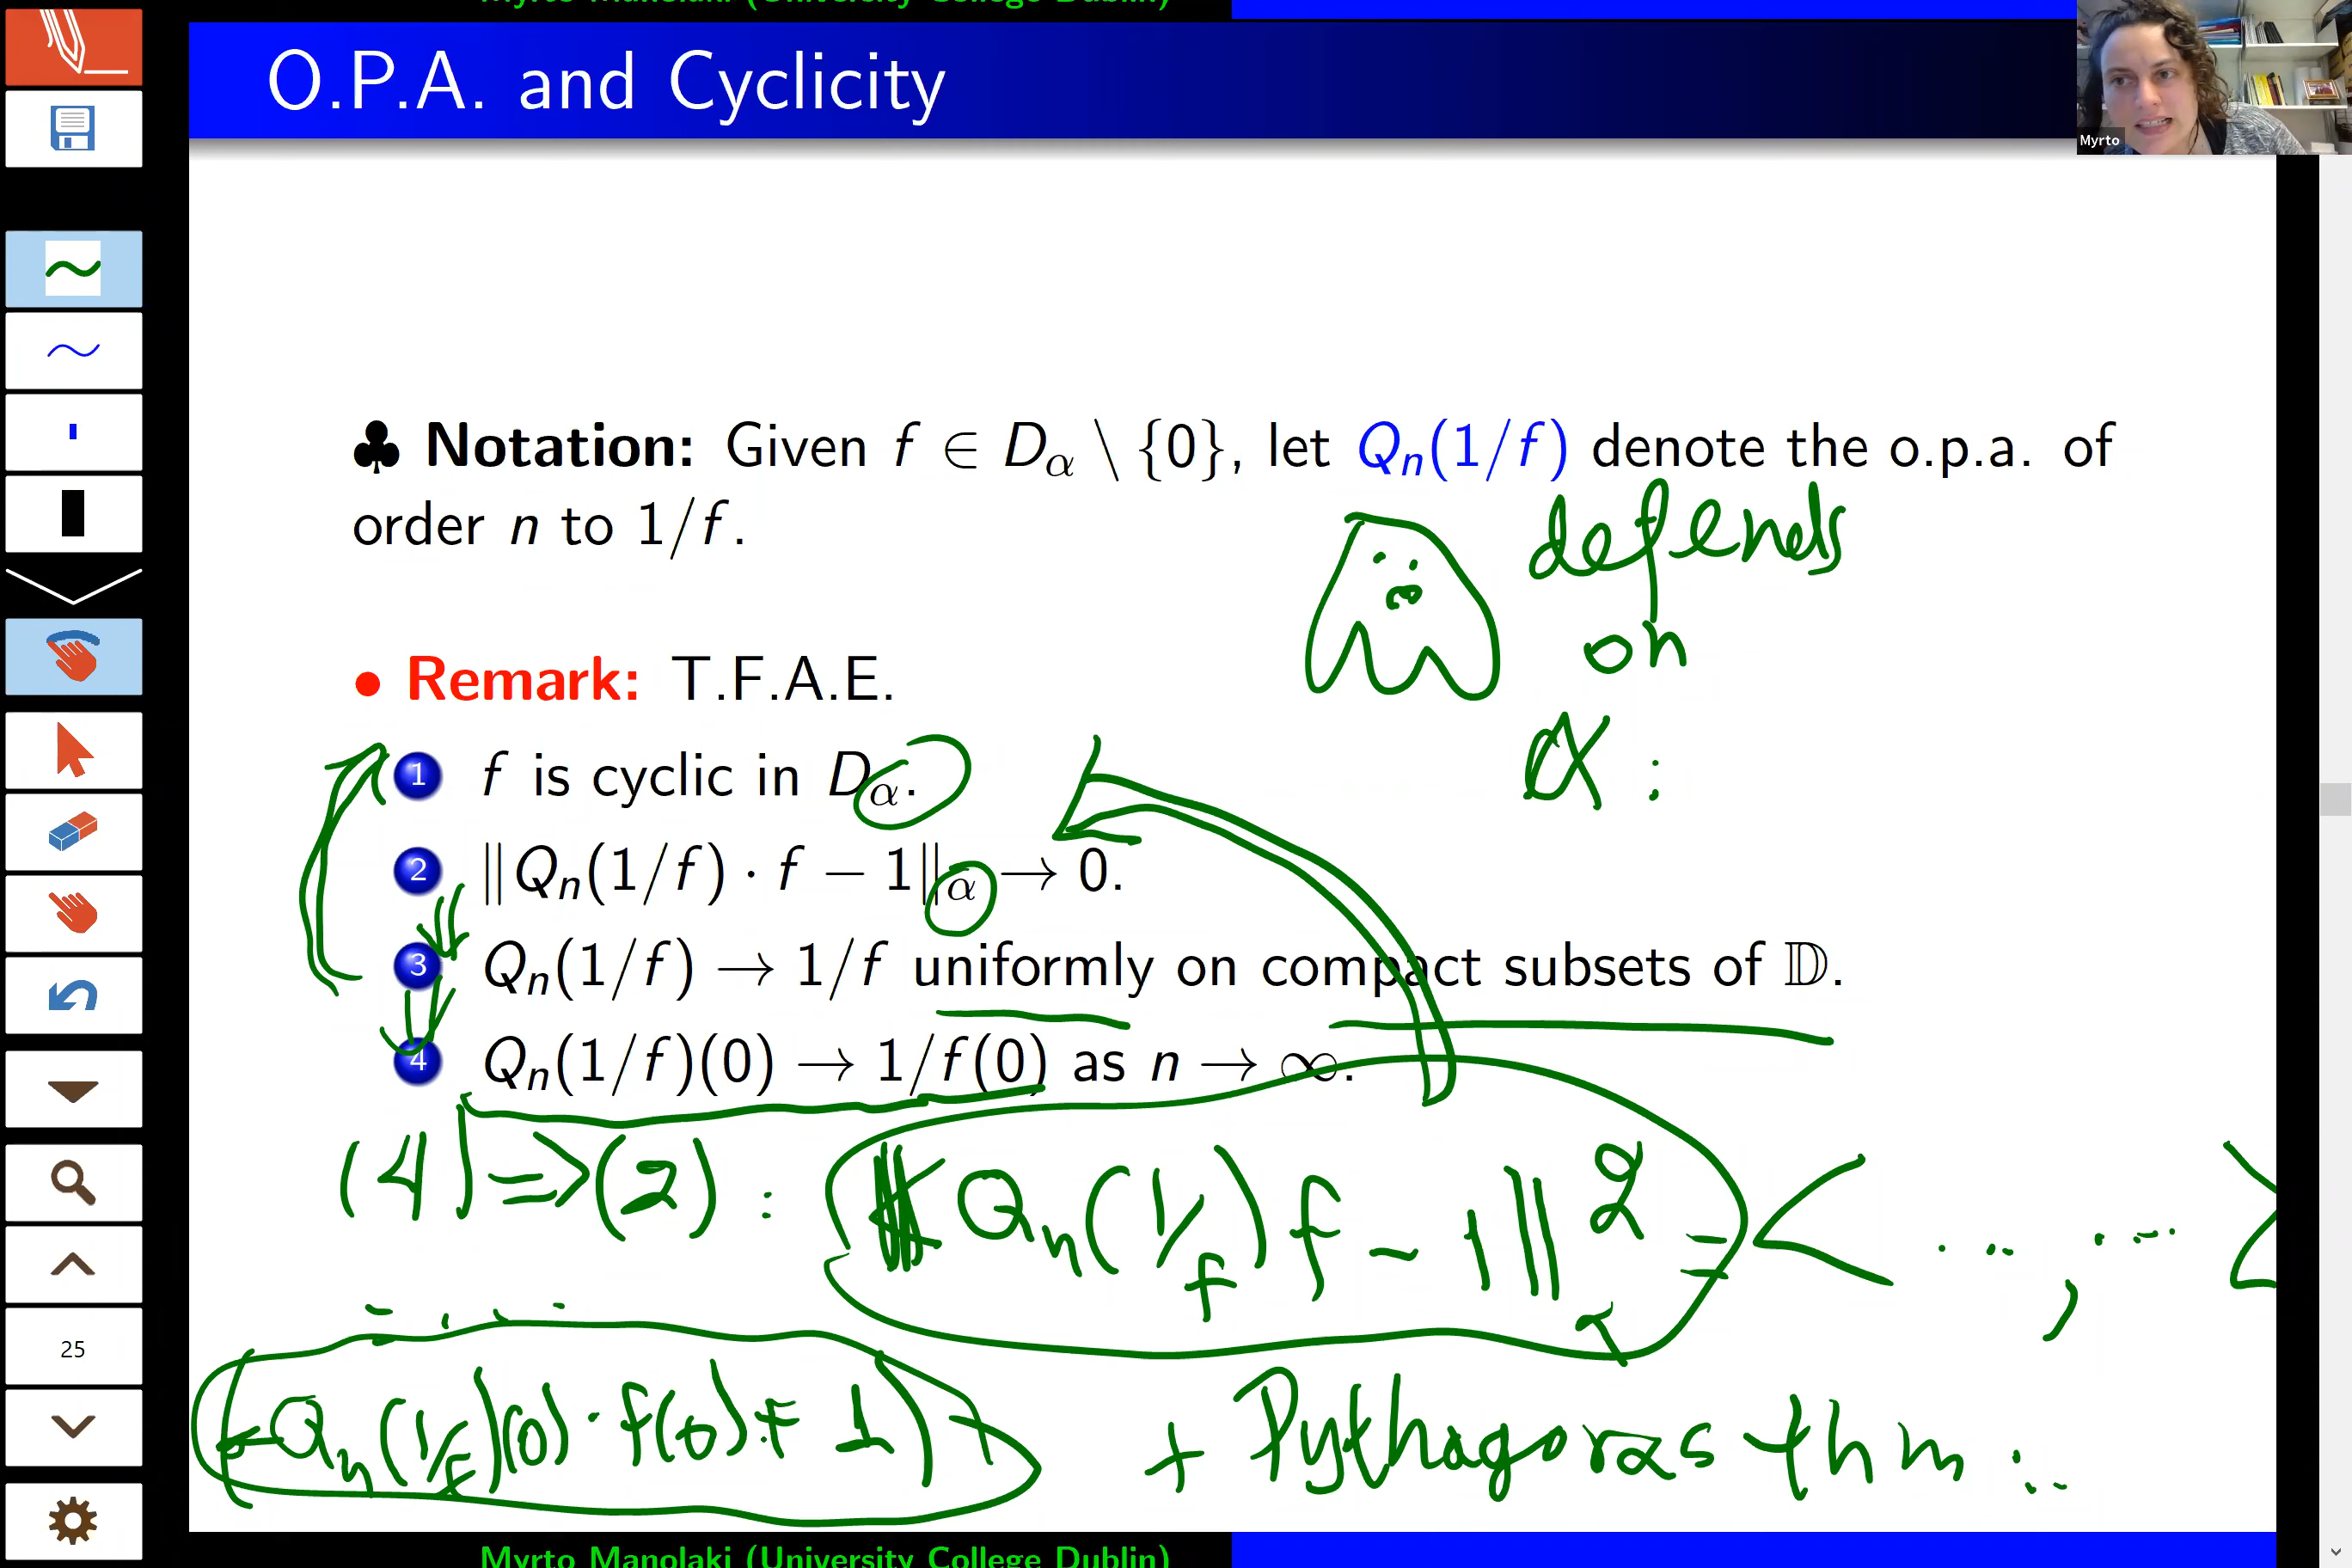 Myrto Manolaki (University College Dublin)
O.P.A. and Cyclicity
Myrto
♣ Notation: Given f ∈ D_α \ {0}, let Q_n(1/f) denote the o.p.a. of
order n to 1/f.
depends
on
α :
• Remark: T.F.A.E.
1 f is cyclic in D_α.
2 ‖Q_n(1/f) · f − 1‖_α → 0.
3 Q_n(1/f) → 1/f uniformly on compact subsets of 𝔻.
4 Q_n(1/f)(0) → 1/f(0) as n → ∞.
(4) ⇒ (2) : ‖Q_n(1/f) f − 1‖²_α = < ... , ... >
= ... Q_n(1/f)(0) · f(0) + 1 + Pythagoras thm :
25
Myrto Manolaki (University College Dublin)